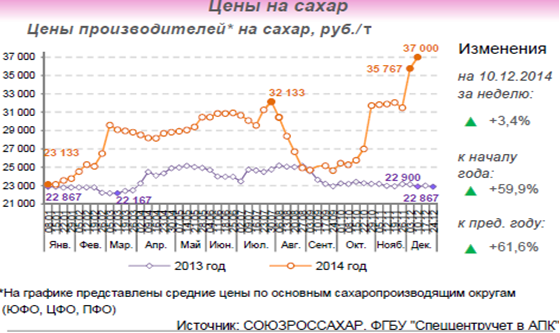 Цены на сахар
Цены производителей* на сахар, руб./т
37 000
35 000
33 000
31 000
29 000
27 000
25 000
23 000
21 000
23 133
22 867
22 167
32 133
35 767
37 000
22 900
22 867
Янв. Фев. Мар. Апр. Май Июн. Июл. Авг. Сент. Окт. Нояб. Дек.
2013 год 2014 год
Изменения
на 10.12.2014
за неделю:
+3,4%
к началу
года:
+59,9%
к пред. году:
+61,6%
*На графике представлены средние цены по основным сахаропроизводящим округам
(ЮФО, ЦФО, ПФО)
Источник: СОЮЗРОССАХАР, ФГБУ "Спеццентручет в АПК"